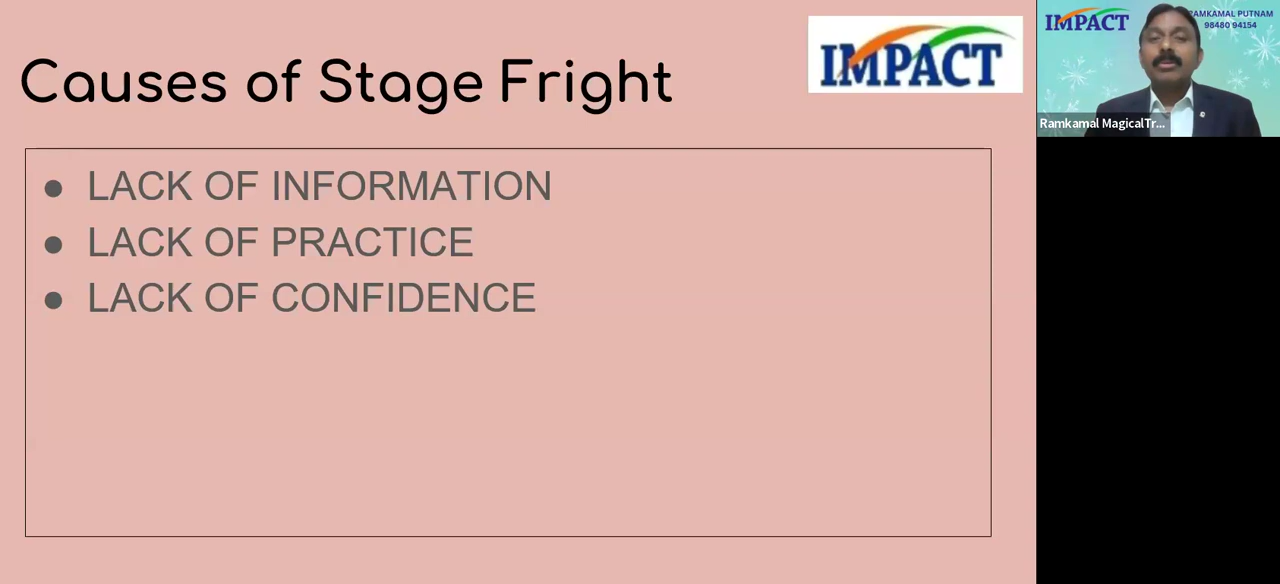 Causes of Stage Fright
IMPACT
● LACK OF INFORMATION
● LACK OF PRACTICE
● LACK OF CONFIDENCE
IMPACT
RAMKAMAL PUTNAM
98480 94154
Ramkamal MagicalTr...